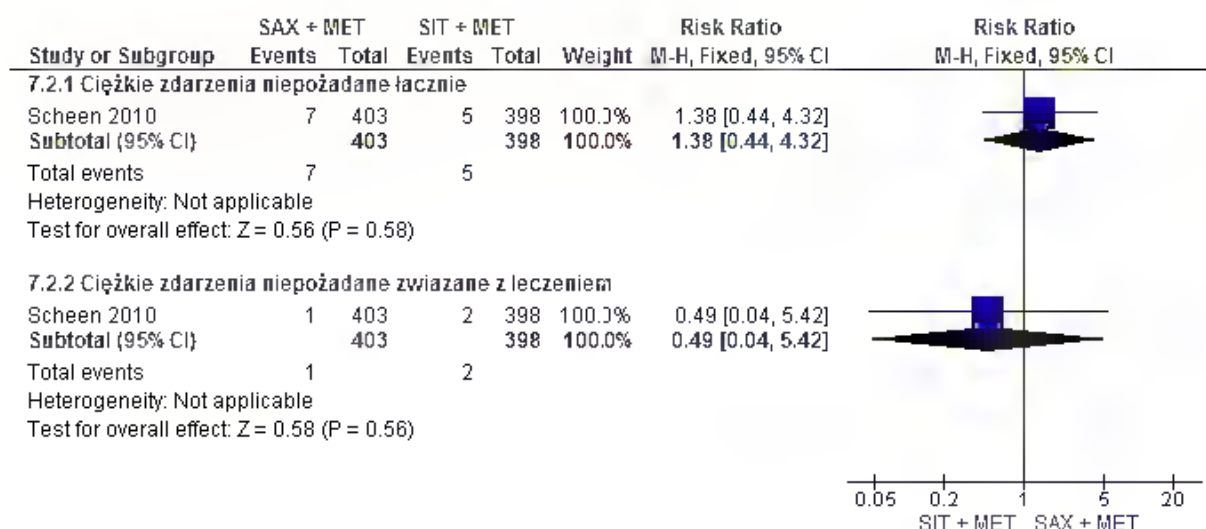 SAX + MET SIT + MET Risk Ratio Risk Ratio
Study or Subgroup Events Total Events Total Weight M-H, Fixed, 95% CI M-H, Fixed, 95% CI
7.2.1 Ciężkie zdarzenia niepożadane łacznie
Scheen 2010 7 403 5 398 100.0% 1.38 [0.44, 4.32]
Subtotal (95% CI) 403 398 100.0% 1.38 [0.44, 4.32]
Total events 7 5
Heterogeneity: Not applicable
Test for overall effect: Z = 0.56 (P = 0.58)
7.2.2 Ciężkie zdarzenia niepożadane zwiazane z leczeniem
Scheen 2010 1 403 2 398 100.0% 0.49 [0.04, 5.42]
Subtotal (95% CI) 403 398 100.0% 0.49 [0.04, 5.42]
Total events 1 2
Heterogeneity: Not applicable
Test for overall effect: Z = 0.58 (P = 0.56)
0.05 0.2 1 5 20
SIT + MET SAX + MET